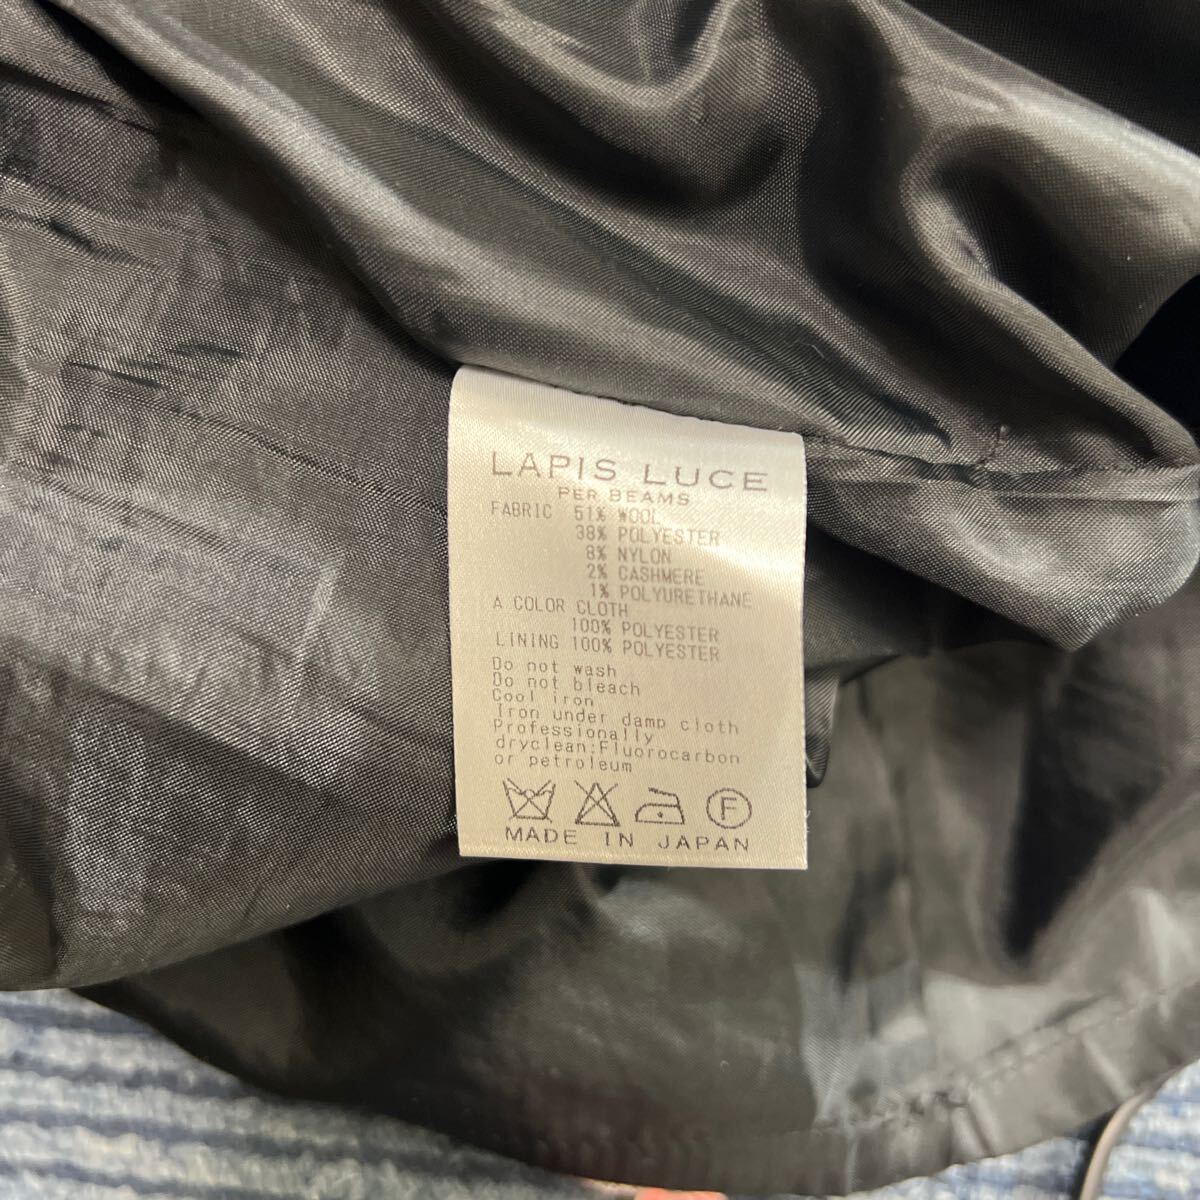 LAPIS LUCE
PER BEAMS
FABRIC 51% WOOL
38% POLYESTER
8% NYLON
2% CASHMERE
1% POLYURETHANE
A COLOR CLOTH
100% POLYESTER
LINING 100% POLYESTER
Do not wash
Do not bleach
Cool iron
Iron under damp cloth
Professionally
dryclean:Fluorocarbon
or petroleum
F
MADE IN JAPAN